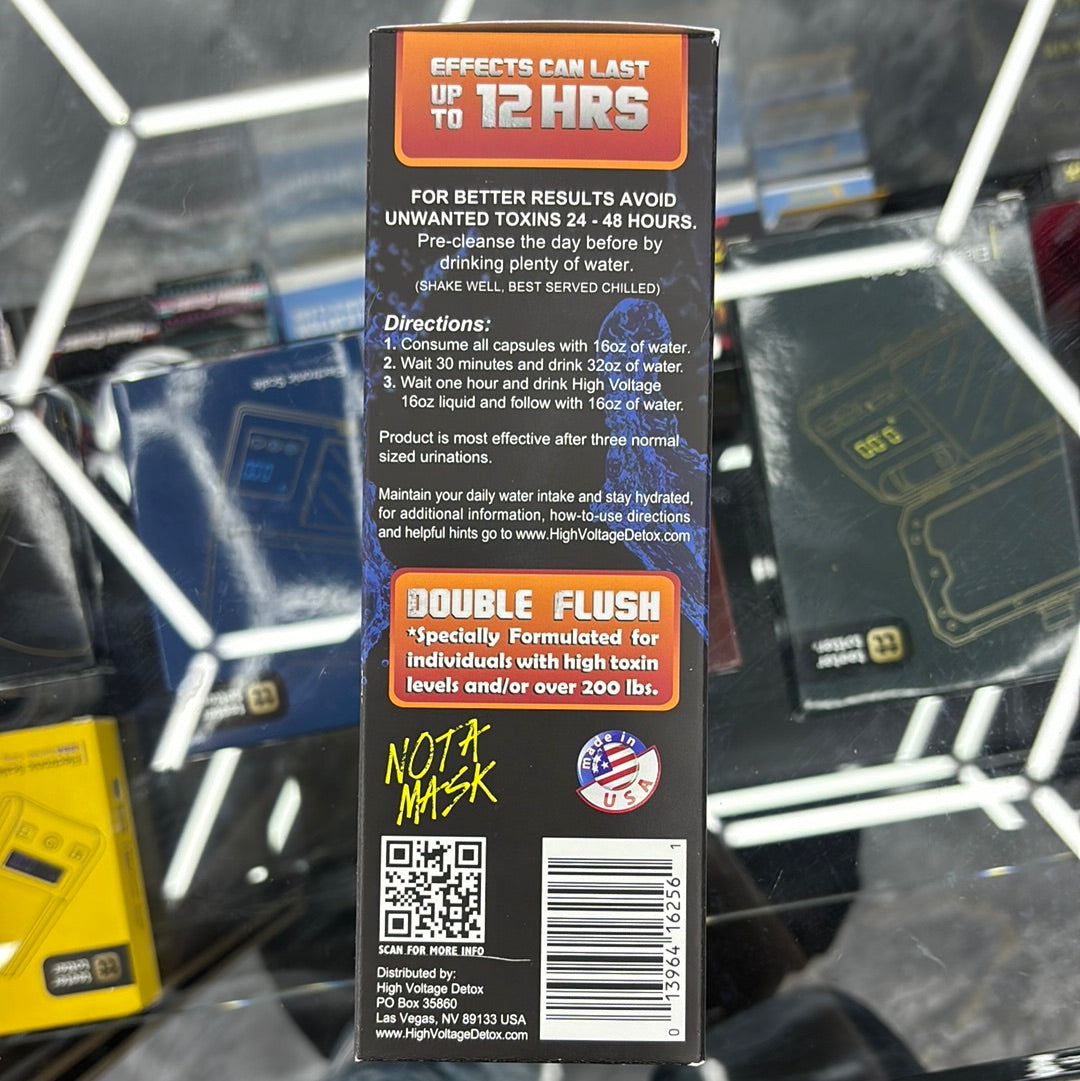 EFFECTS CAN LAST
UP TO 12 HRS
FOR BETTER RESULTS AVOID
UNWANTED TOXINS 24 - 48 HOURS.
Pre-cleanse the day before by
drinking plenty of water.
(SHAKE WELL, BEST SERVED CHILLED)
Directions:
1. Consume all capsules with 16oz of water.
2. Wait 30 minutes and drink 32oz of water.
3. Wait one hour and drink High Voltage
16oz liquid and follow with 16oz of water.
Product is most effective after three normal
sized urinations.
Maintain your daily water intake and stay hydrated,
for additional information, how-to-use directions
and helpful hints go to www.HighVoltageDetox.com
DOUBLE FLUSH
*Specially Formulated for
individuals with high toxin
levels and/or over 200 lbs.
NOT A
MASK
made in
USA
SCAN FOR MORE INFO
Distributed by:
High Voltage Detox
PO Box 35860
Las Vegas, NV 89133 USA
www.HighVoltageDetox.com
0 13964 16256 1
Electronic Scale